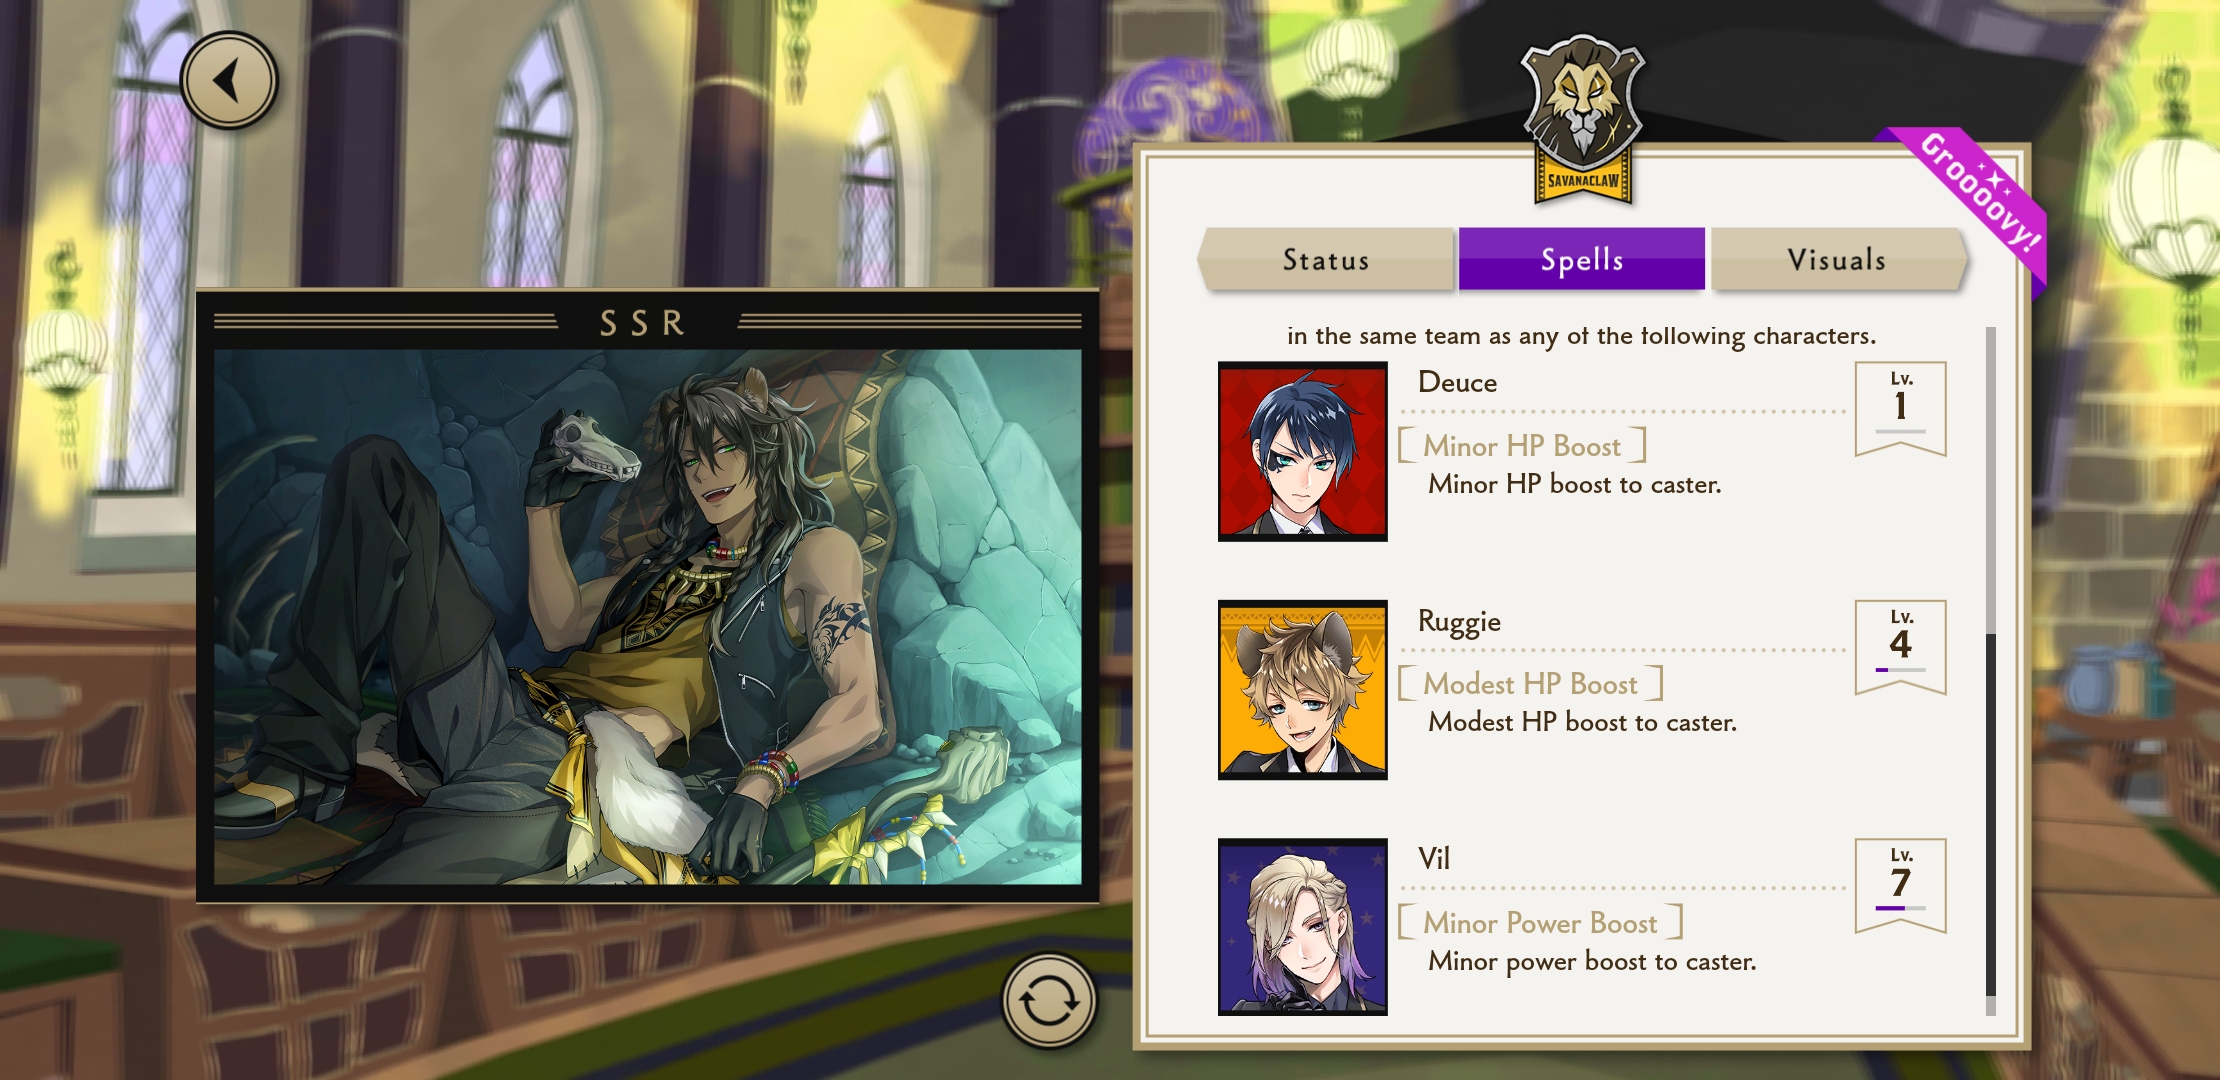 SSR
SAVANACLAW
Groooovy!
Status
Spells
Visuals
in the same team as any of the following characters.
Deuce
Lv.
1
[ Minor HP Boost ]
Minor HP boost to caster.
Ruggie
Lv.
4
[ Modest HP Boost ]
Modest HP boost to caster.
Vil
Lv.
7
[ Minor Power Boost ]
Minor power boost to caster.